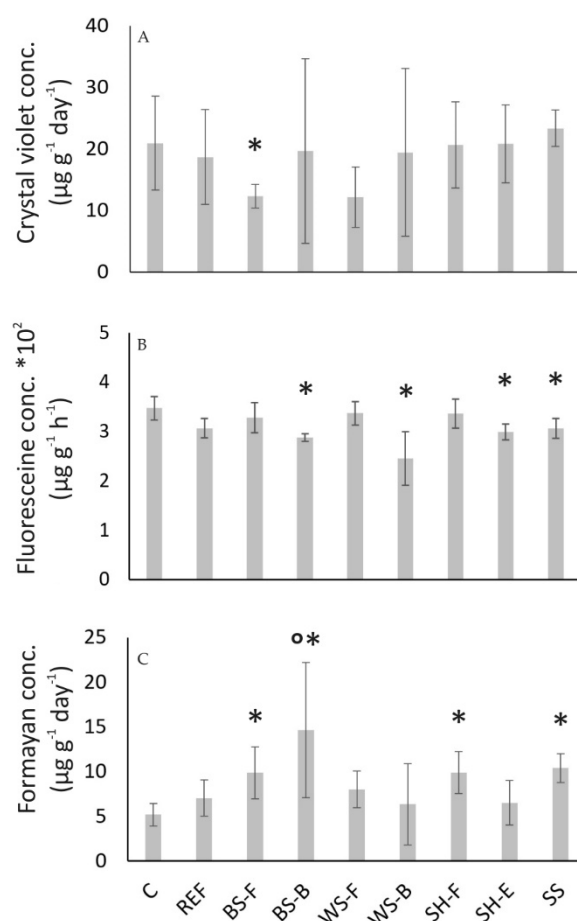 A
Crystal violet conc.
(µg g⁻¹ day⁻¹)
40
30
20
10
0
*
B
Fluoresceine conc. *10²
(µg g⁻¹ h⁻¹)
5
4
3
2
1
0
* * * *
C
Formayan conc.
(µg g⁻¹ day⁻¹)
25
20
15
10
5
0
* °* * *
C REF BS-F BS-B WS-F WS-B SH-F SH-E SS